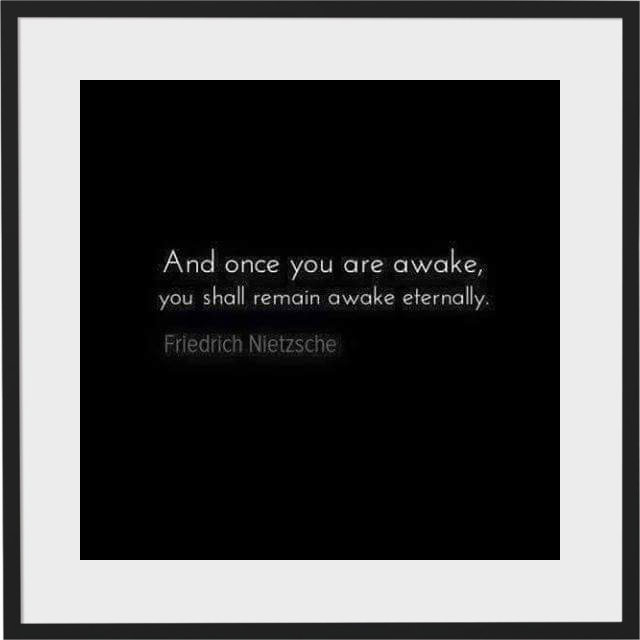 And once you are awake,
you shall remain awake eternally.
Friedrich Nietzsche